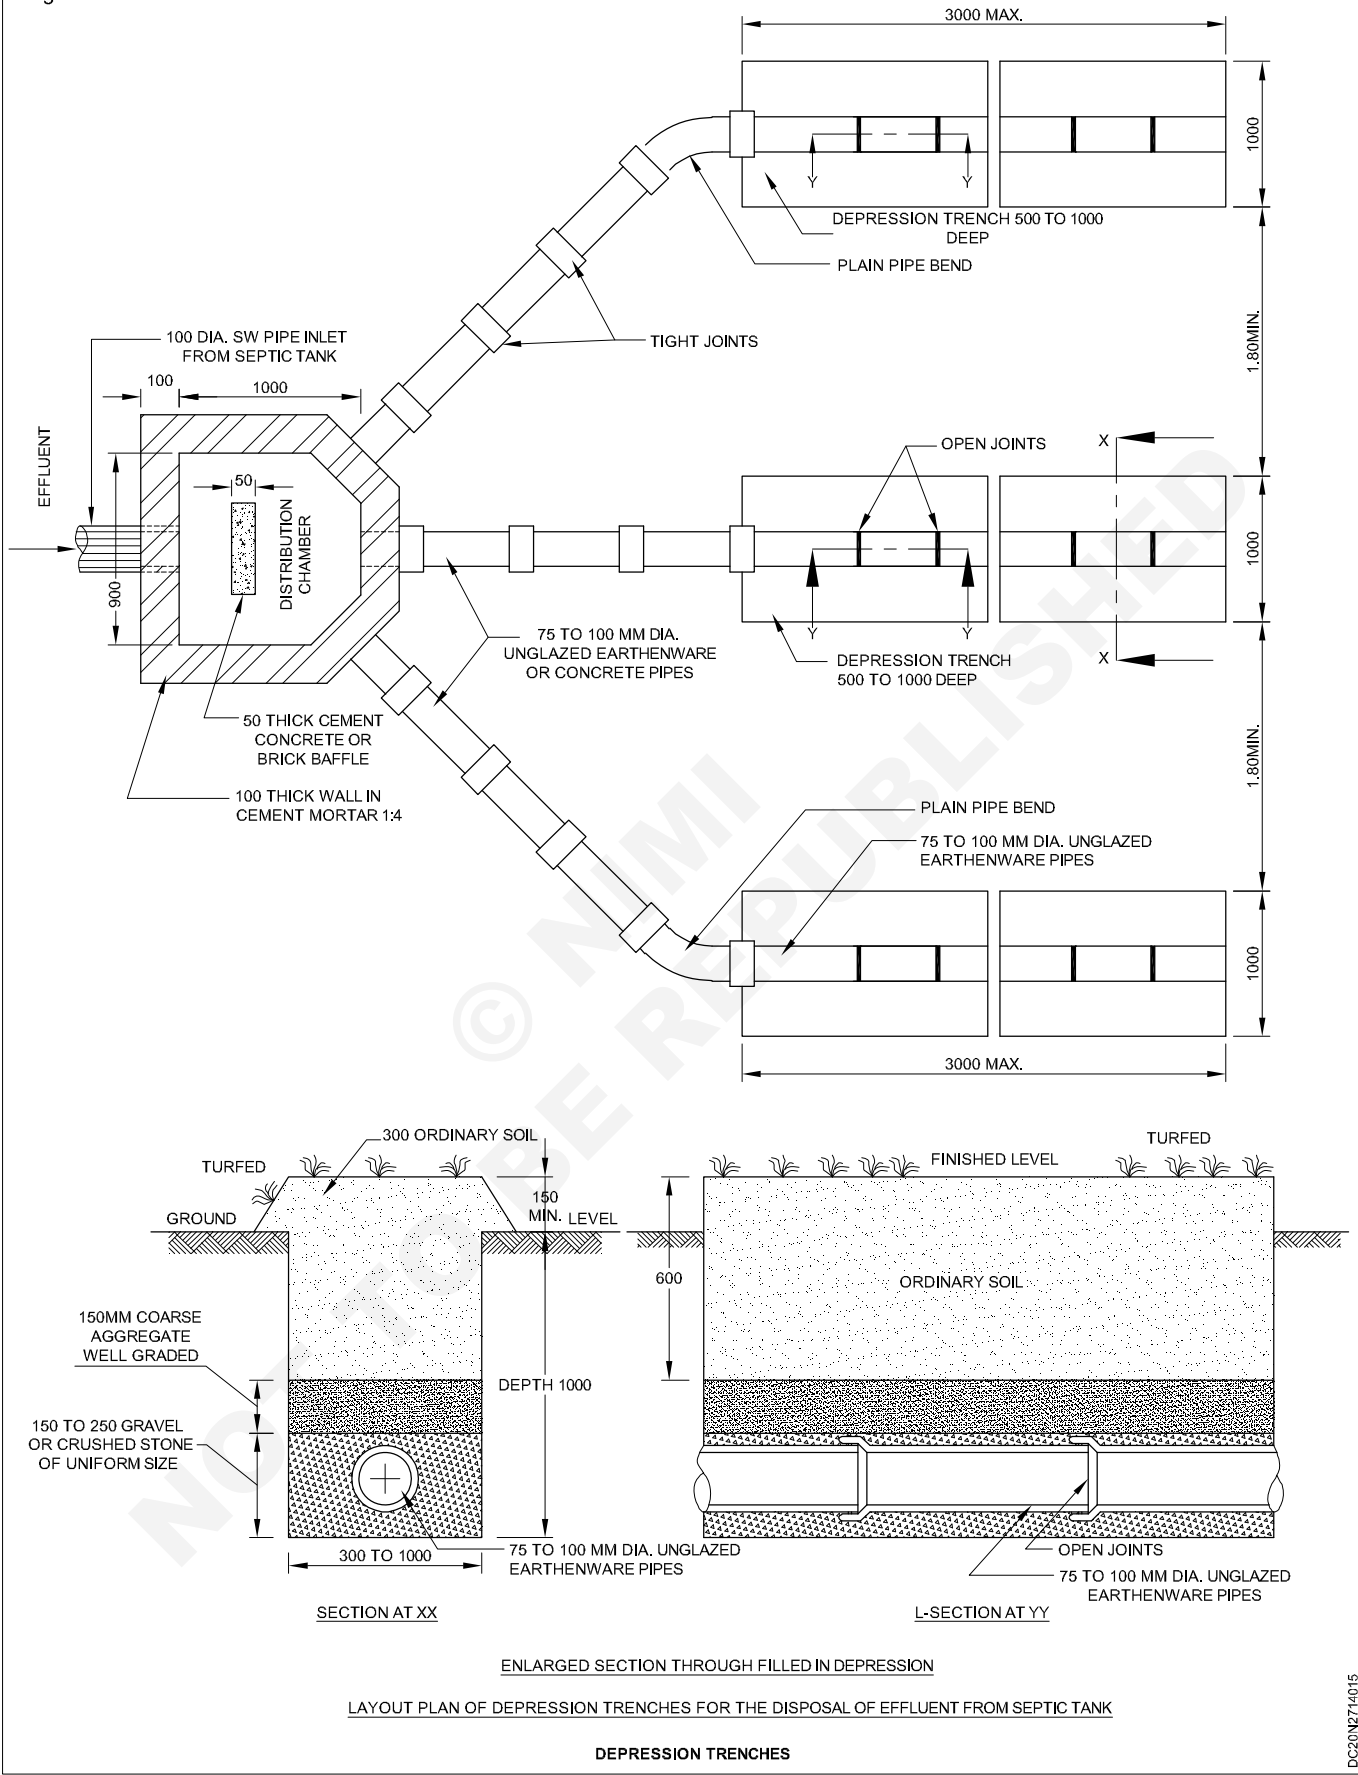 3000 MAX.
1000
Y Y
DEPRESSION TRENCH 500 TO 1000
DEEP
PLAIN PIPE BEND
100 DIA. SW PIPE INLET
FROM SEPTIC TANK
TIGHT JOINTS
1.80MIN.
100
1000
EFFLUENT
OPEN JOINTS
X
50
DISTRIBUTION
CHAMBER
900
1000
75 TO 100 MM DIA.
UNGLAZED EARTHENWARE
OR CONCRETE PIPES
Y Y
DEPRESSION TRENCH
500 TO 1000 DEEP
X
50 THICK CEMENT
CONCRETE OR
BRICK BAFFLE
1.80MIN.
100 THICK WALL IN
CEMENT MORTAR 1:4
PLAIN PIPE BEND
75 TO 100 MM DIA. UNGLAZED
EARTHENWARE PIPES
1000
3000 MAX.
© NIMI
NOT TO BE REPUBLISHED
300 ORDINARY SOIL
TURFED
150
MIN.
GROUND
LEVEL
150MM COARSE
AGGREGATE
WELL GRADED
DEPTH 1000
150 TO 250 GRAVEL
OR CRUSHED STONE
OF UNIFORM SIZE
300 TO 1000
75 TO 100 MM DIA. UNGLAZED
EARTHENWARE PIPES
SECTION AT XX
TURFED
FINISHED LEVEL
600
ORDINARY SOIL
OPEN JOINTS
75 TO 100 MM DIA. UNGLAZED
EARTHENWARE PIPES
L-SECTION AT YY
ENLARGED SECTION THROUGH FILLED IN DEPRESSION
LAYOUT PLAN OF DEPRESSION TRENCHES FOR THE DISPOSAL OF EFFLUENT FROM SEPTIC TANK
DEPRESSION TRENCHES
DC20N2714015